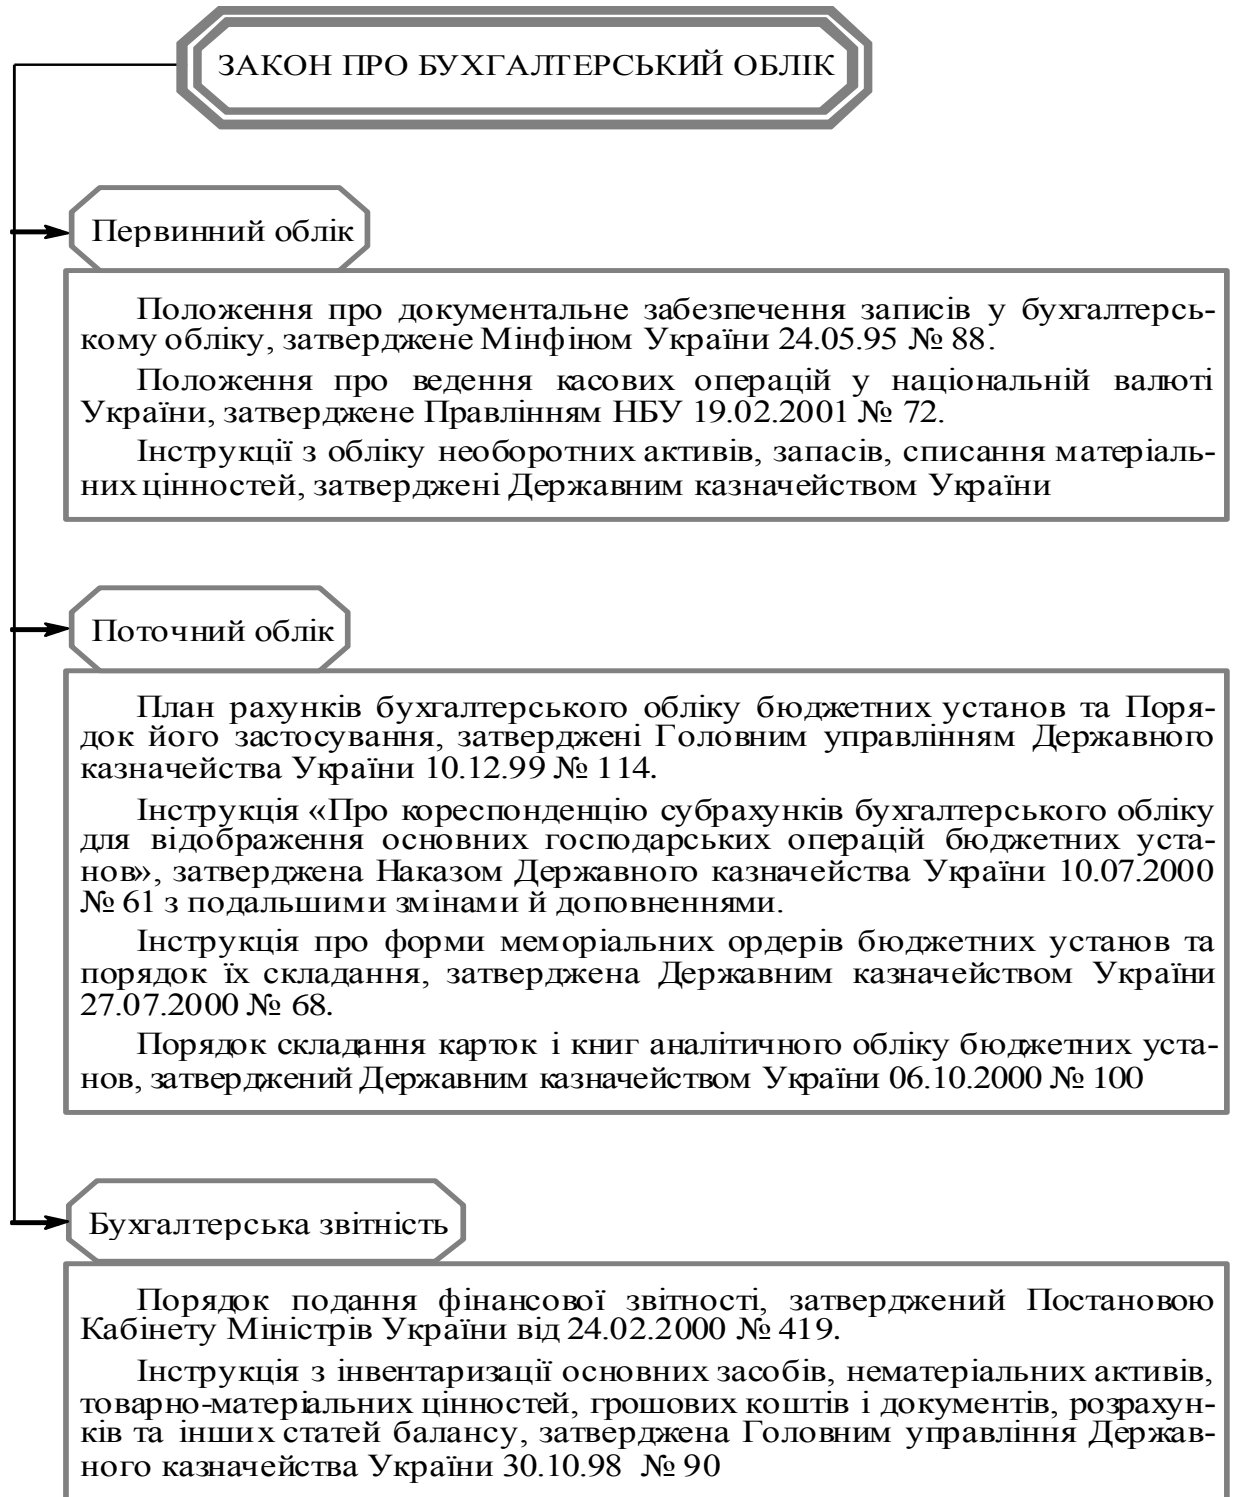 ЗАКОН ПРО БУХГАЛТЕРСЬКИЙ ОБЛІК
Первинний облік
Положення про документальне забезпечення записів у бухгалтерсь-
кому обліку, затверджене Мінфіном України 24.05.95 № 88.
Положення про ведення касових операцій у національній валюті
України, затверджене Правлінням НБУ 19.02.2001 № 72.
Інструкції з обліку необоротних активів, запасів, списання матеріаль-
них цінностей, затверджені Державним казначейством України
Поточний облік
План рахунків бухгалтерського обліку бюджетних установ та Поря-
док його застосування, затверджені Головним управлінням Державного
казначейства України 10.12.99 № 114.
Інструкція «Про кореспонденцію субрахунків бухгалтерського обліку
для відображення основних господарських операцій бюджетних уста-
нов», затверджена Наказом Державного казначейства України 10.07.2000
№ 61 з подальшими змінами й доповненнями.
Інструкція про форми меморіальних ордерів бюджетних установ та
порядок їх складання, затверджена Державним казначейством України
27.07.2000 № 68.
Порядок складання карток і книг аналітичного обліку бюджетних уста-
нов, затверджений Державним казначейством України 06.10.2000 № 100
Бухгалтерська звітність
Порядок подання фінансової звітності, затверджений Постановою
Кабінету Міністрів України від 24.02.2000 № 419.
Інструкція з інвентаризації основних засобів, нематеріальних активів,
товарно-матеріальних цінностей, грошових коштів і документів, розрахун-
ків та інших статей балансу, затверджена Головним управління Держав-
ного казначейства України 30.10.98 № 90